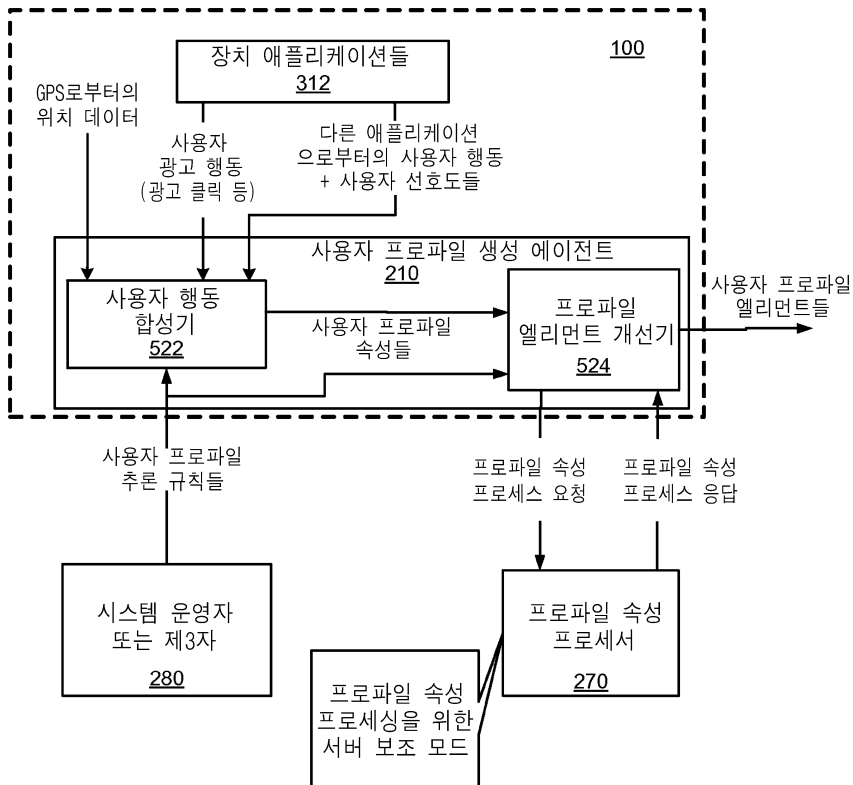 100
장치 애플리케이션들
312
GPS로부터의
위치 데이터
사용자
광고 행동
(광고 클릭 등)
다른 애플리케이션
으로부터의 사용자 행동
+ 사용자 선호도들
사용자 프로파일 생성 에이전트
210
사용자 행동
합성기
522
사용자 프로파일
속성들
프로파일
엘리먼트 개선기
524
사용자 프로파일
엘리먼트들
사용자 프로파일
추론 규칙들
프로파일 속성
프로세스 요청
프로파일 속성
프로세스 응답
시스템 운영자
또는 제3자
280
프로파일 속성
프로세서
270
프로파일 속성
프로세싱을 위한
서버 보조 모드